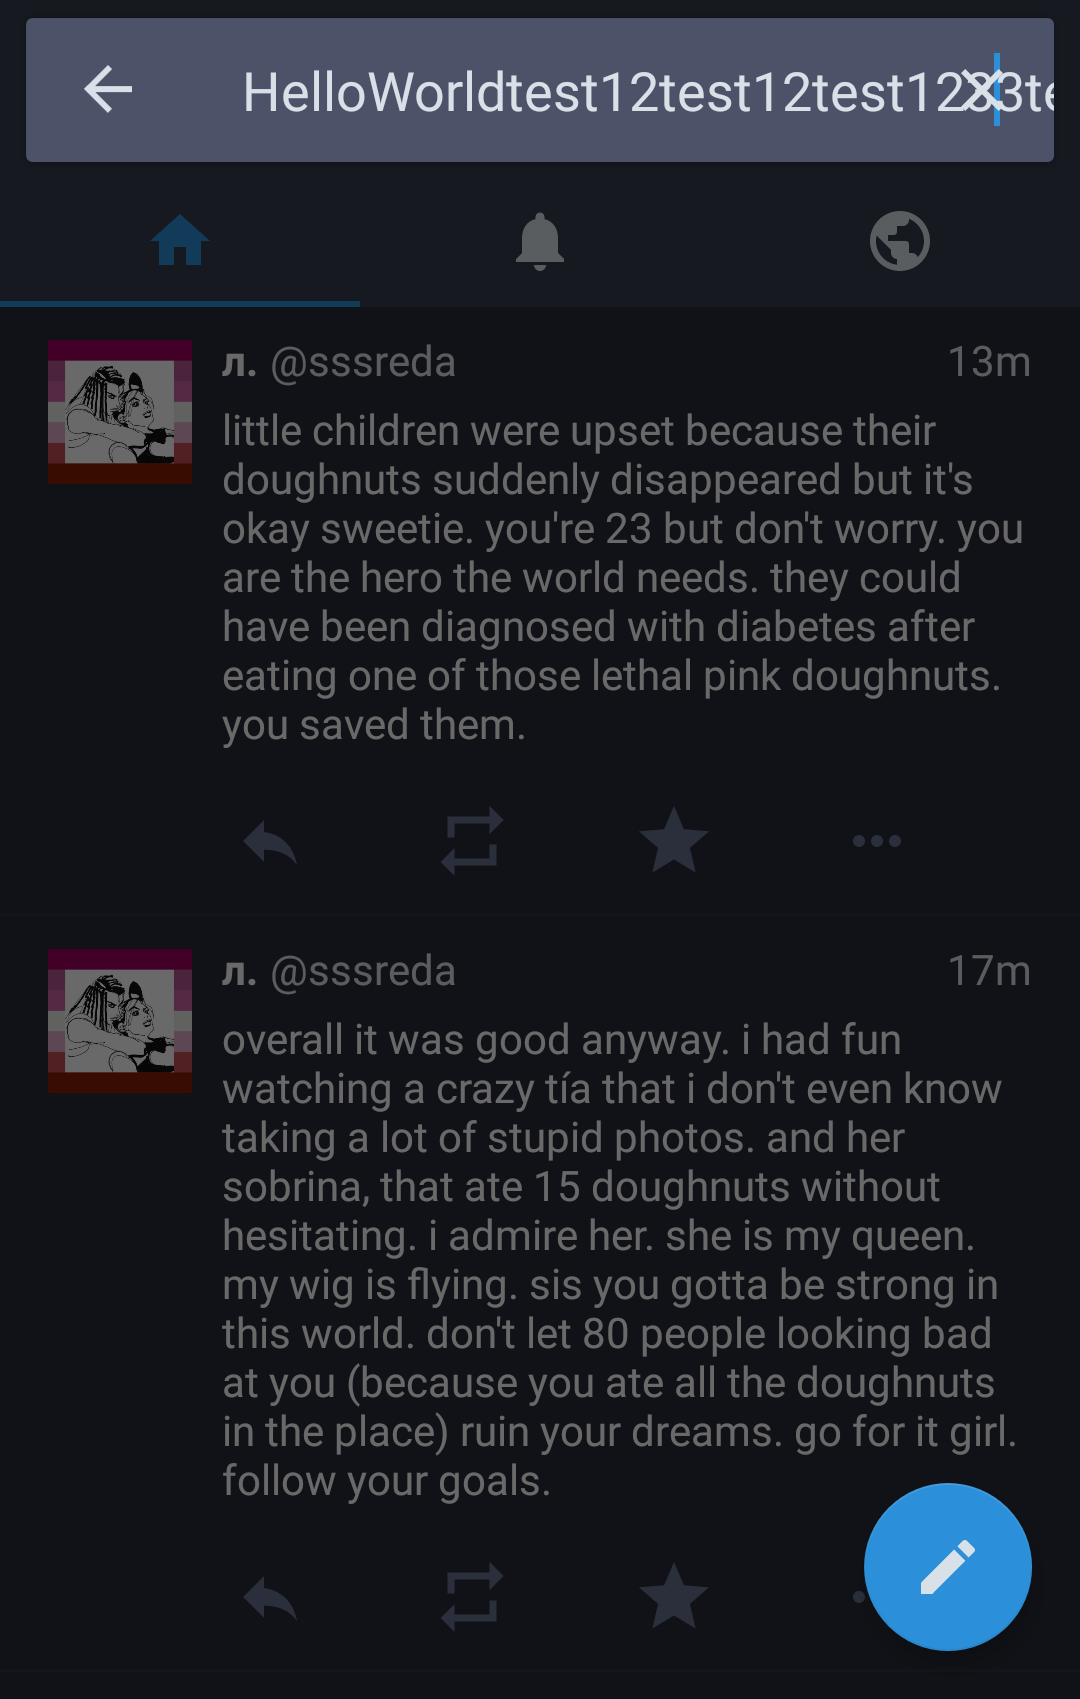 HelloWorldtest12test12test1233te
л. @sssreda 13m
little children were upset because their
doughnuts suddenly disappeared but it's
okay sweetie. you're 23 but don't worry. you
are the hero the world needs. they could
have been diagnosed with diabetes after
eating one of those lethal pink doughnuts.
you saved them.
л. @sssreda 17m
overall it was good anyway. i had fun
watching a crazy tía that i don't even know
taking a lot of stupid photos. and her
sobrina, that ate 15 doughnuts without
hesitating. i admire her. she is my queen.
my wig is flying. sis you gotta be strong in
this world. don't let 80 people looking bad
at you (because you ate all the doughnuts
in the place) ruin your dreams. go for it girl.
follow your goals.